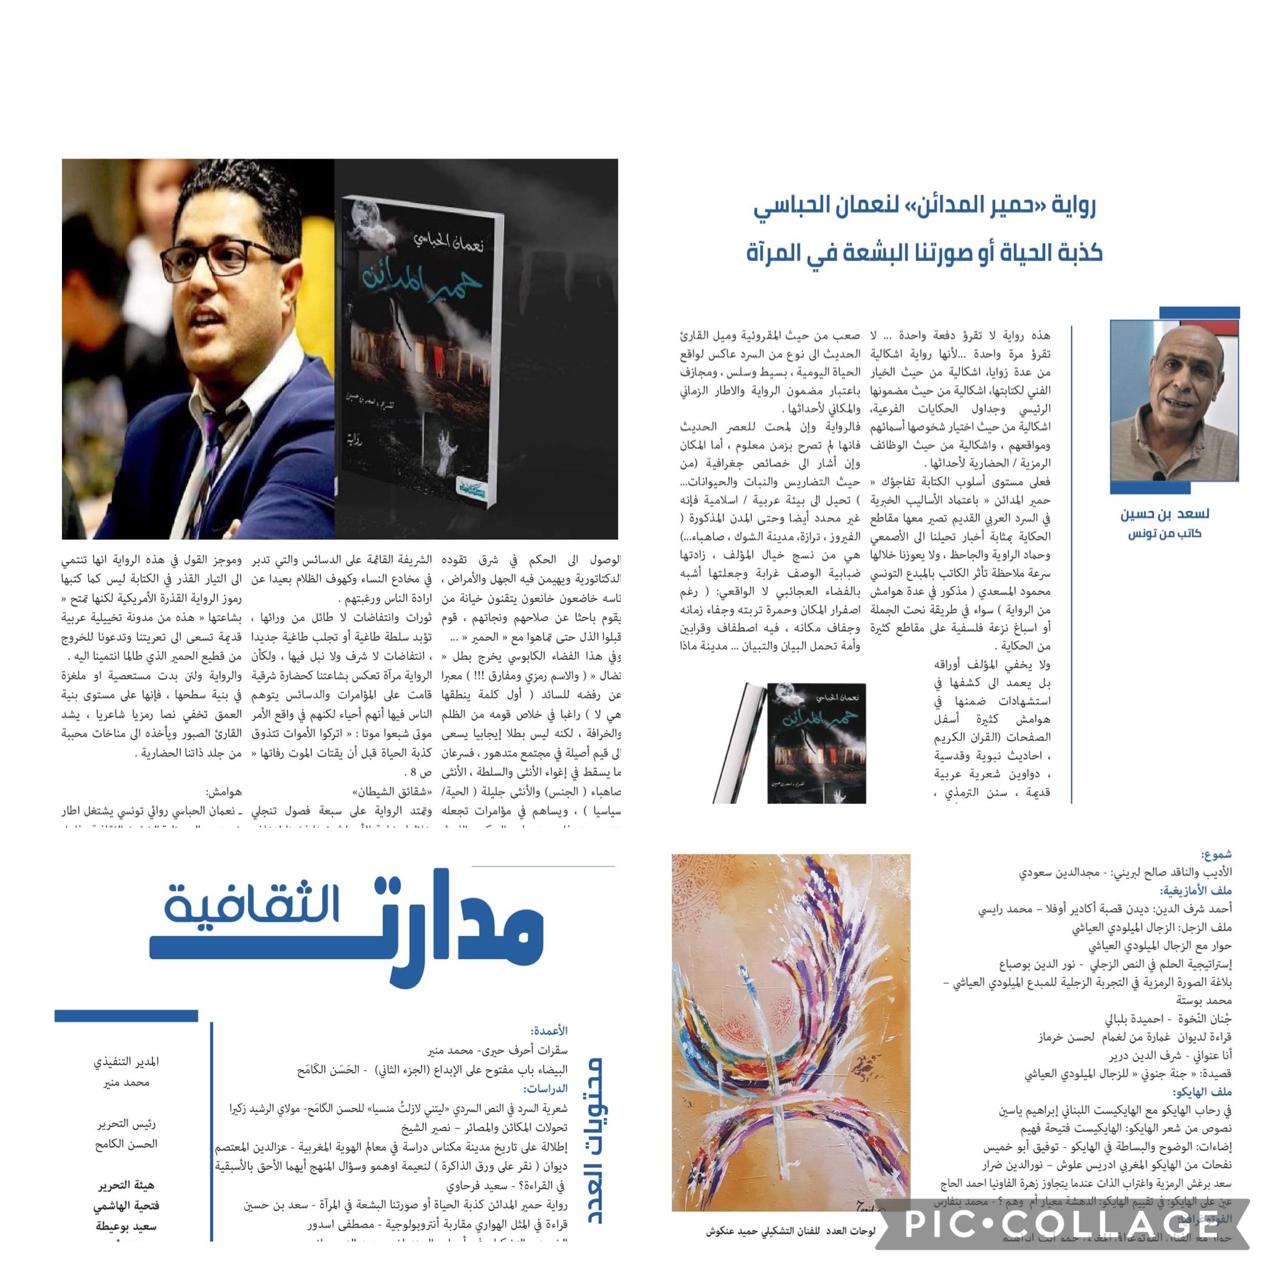 رواية «حمير المدائن» لنعمان الحباسي
كذبة الحياة أو صورتنا البشعة في المرآة
لسعد بن حسين
كاتب من تونس
هذه رواية لا تقرؤ دفعة واحدة ... لا
تقرؤ مرة واحدة ...لأنها رواية اشكالية
من عدة زوايا، اشكالية من حيث الخيار
الفني لكتابتها، اشكالية من حيث مضمونها
الرئيسي وجداول الحكايات الفرعية،
اشكالية من حيث اختيار شخوصها أسمائهم
ومواقعهم ، واشكالية من حيث الوظائف
الرمزية / الحضارية لأحداثها .
فعلى مستوى أسلوب الكتابة تفاجؤك «
حمير المدائن « باعتماد الأساليب الخبرية
في السرد العربي القديم تصير معها مقاطع
الحكاية بمثابة أخبار تحيلنا الى الأصمعي
وحماد الراوية والجاحظ ، ولا يعوزنا خلالها
سرعة ملاحظة تأثر الكاتب بالمبدع التونسي
محمود المسعدي ( مذكور في عدة هوامش
من الرواية ) سواء في طريقة نحت الجملة
أو اسباغ نزعة فلسفية على مقاطع كثيرة
من الحكاية .
ولا يخفي المؤلف أوراقه
بل يعمد الى كشفها في
استشهادات ضمنها في
هوامش كثيرة أسفل
الصفحات (القران الكريم
، احاديث نبوية وقدسية
، دواوين شعرية عربية
قديمة ، سنن الترمذي ،
صعب من حيث المقروئية وميل القارئ
الحديث الى نوع من السرد عاكس لواقع
الحياة اليومية ، بسيط وسلس ، ومجازف
باعتبار مضمون الرواية والاطار الزماني
والمكاني لأحداثها .
فالرواية وإن لمحت للعصر الحديث
فانها لم تصرح بزمن معلوم ، أما المكان
وإن أشار الى خصائص جغرافية (من
حيث التضاريس والنبات والحيوانات...
) تحيل الى بيئة عربية / اسلامية فإنه
غير محدد أيضا وحتى المدن المذكورة (
الفيروز ، ترازة، مدينة الشوك ، صاهباء...)
هي من نسج خيال المؤلف ، زادتها
ضبابية الوصف غرابة وجعلتها أشبه
بالفضاء العجائبي لا الواقعي: ( رغم
اصفرار المكان وحمرة تربته وجفاء زمانه
وجفاف مكانه ، فيه اصطفاف وقرابين
وأمة تحمل البيان والتبيان ... مدينة ماذا
نعمان الحباسي
حمير المدائن
نعمان الحباسي
حمير المدائن
رواية
الوصول الى الحكم في شرق تقوده
الدكتاتورية ويهيمن فيه الجهل والأمراض ،
ناسه خاضعون خانعون يتقنون خيانة من
يقوم باحثا عن صلاحهم ونجاتهم ، قوم
قبلوا الذل حتى تماهوا مع « الحمير « ...
وفي هذا الفضاء الكابوسي يخرج بطل «
نضال « ( والاسم رمزي ومفارق !!! ) معبرا
عن رفضه للسائد ( أول كلمة ينطقها
هي لا ) راغبا في خلاص قومه من الظلم
والخرافة ، لكنه ليس بطلا إيجابيا يسعى
الى قيم أصيلة في مجتمع متدهور ، فسرعان
ما يسقط في إغواء الأنثى والسلطة ، الأنثى
صاهباء ( الجنس) والأنثى جليلة ( الحية/
سياسيا ) ، ويساهم في مؤامرات تجعله
الشريفة القائمة على الدسائس والتي تدبر
في مخادع النساء وكهوف الظلام بعيدا عن
ارادة الناس ورغبتهم .
ثورات وانتفاضات لا طائل من ورائها ،
تؤبد سلطة طاغية أو تجلب طاغية جديدا
، انتفاضات لا شرف ولا نبل فيها ، ولكأن
الرواية مرآة تعكس بشاعتنا كحضارة شرقية
قامت على المؤامرات والدسائس يتوهم
الناس فيها أنهم أحياء لكنهم في واقع الأمر
موتى شبعوا موتا : « اتركوا الأموات تتذوق
كذبة الحياة قبل أن يقتات الموت رفاتها «
ص 8 .
«شقائق الشيطان»
وتمتد الرواية على سبعة فصول تنجلي
وموجز القول في هذه الرواية انها تنتمي
الى التيار القذر في الكتابة ليس كما كتبها
رموز الرواية القذرة الأمريكية لكنها تمتح «
بشاعتها « هذه من مدونة تخييلية عربية
قديمة تسعى الى تعريتنا وتدعونا للخروج
من قطيع الحمير الذي طالما انتمينا اليه .
والرواية ولئن بدت مستعصية او ملغزة
في بنية سطحها ، فإنها على مستوى بنية
العمق تخفي نصا رمزيا شاعريا ، يشد
القارئ الصبور ويأخذه الى مناخات محببة
من جلد ذاتنا الحضارية .
هوامش:
ـ نعمان الحباسي روائي تونسي يشتغل اطار
شموع:
الأديب والناقد صالح لبريني: - مجدالدين سعودي
ملف الأمازيغية:
أحمد شرف الدين: ديدن قصبة أكادير أوفلا – محمد رايسي
ملف الزجل: الزجال الميلودي العياشي
حوار مع الزجال الميلودي العياشي
إستراتيجية الحلم في النص الزجلي - نور الدين بوصباع
بلاغة الصورة الرمزية في التجربة الزجلية للمبدع الميلودي العياشي –
محمد بوستة
جْنان النّخوة - احميدة بلبالي
قراءة لديوان غمارة من لغمام لحسن خرماز
أنا عنواني - شرف الدين درير
قصيدة: « جنة جنوني « للزجال الميلودي العياشي
ملف الهايكو:
في رحاب الهايكو مع الهايكيست اللبناني إبراهيم ياسين
نصوص من شعر الهايكو: الهايكيست فتيحة فهيم
إضاءات: الوضوح والبساطة في الهايكو - توفيق أبو خميس
نفحات من الهايكو المغربي ادريس علوش – نورالدين ضرار
سعد برغش الرمزية واغتراب الذات عندما يتجاوز زهرة الفاونيا احمد الحاج
عين على الهايكو: في تقييم الهايكو: الدهشة معيار أم وهم؟ - محمد بنفارس
لوحات العدد للفنان التشكيلي حميد عنكوش
مدارت الثقافية
محتويات العدد
الأعمدة:
سقرات أحرف حيرى- محمد منير
البيضاء باب مفتوح على الإبداع (الجزء الثاني) - الحَسَن الكَامَح
الدراسات:
شعرية السرد في النص السردي «ليتني لازلتُ منسيا» للحسن الكَامَح- مولاي الرشيد زكيرا
تحولات المكائن والمصائر – نصير الشيخ
إطلالة على تاريخ مدينة مكناس دراسة في معالم الهوية المغربية - عزالدين المعتصم
ديوان ( نقر على ورق الذاكرة ) لنعيمة اوهمو وسؤال المنهج أيهما الأحق بالأسبقية
في القراءة؟ - سعيد فرحاوي
رواية حمير المدائن كذبة الحياة أو صورتنا البشعة في المرآة - سعد بن حسين
قراءة في المثل الهواري مقاربة أنتروبولوجية - مصطفى اسدور
المدير التنفيذي
محمد منير
رئيس التحرير
الحسن الكامح
هيئة التحرير
فتحية الهاشمي
سعيد بوعيطة
PIC•COLLAGE